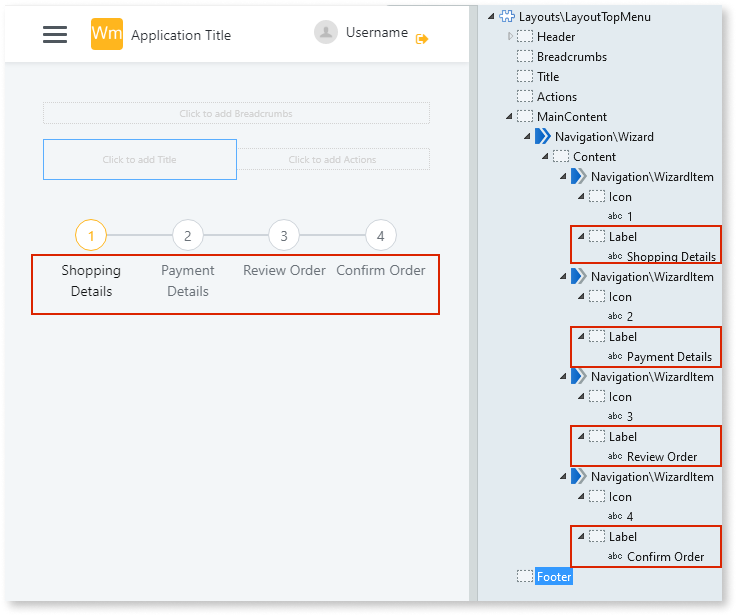 Wm Application Title
Username
Click to add Breadcrumbs
Click to add Title
Click to add Actions
1
2
3
4
Shopping
Details
Payment
Details
Review Order
Confirm Order
Layouts\LayoutTopMenu
Header
Breadcrumbs
Title
Actions
MainContent
Navigation\Wizard
Content
Navigation\WizardItem
Icon
abc 1
Label
abc Shopping Details
Navigation\WizardItem
Icon
abc 2
Label
abc Payment Details
Navigation\WizardItem
Icon
abc 3
Label
abc Review Order
Navigation\WizardItem
Icon
abc 4
Label
abc Confirm Order
Footer